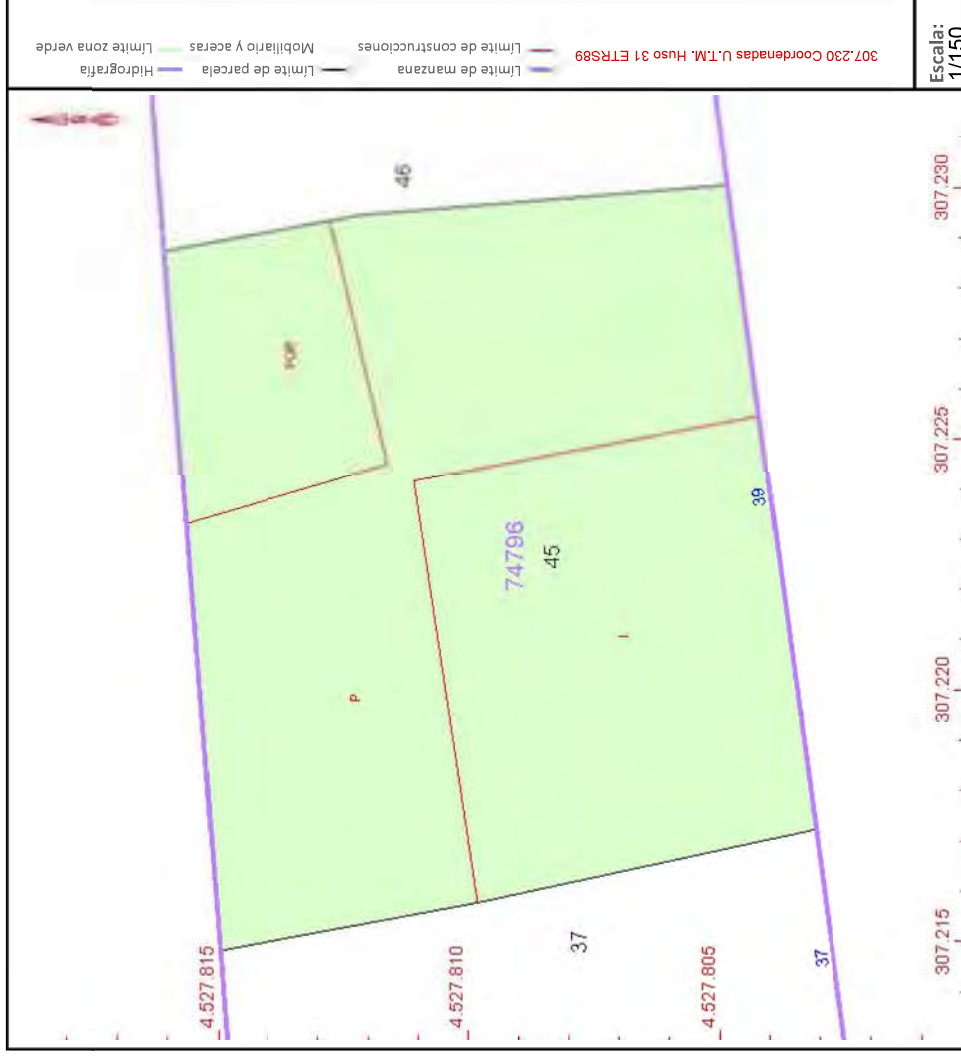 Límite de manzana
Límite de parcela
Hidrografía
307.230 Coordenadas U.T.M. Huso 31 ETRS89
Límite de construcciones
Mobiliario y aceras
Límite zona verde
Escala:
1/150
46
POR
P
74796
45
I
39
37
37
4.527.815
4.527.810
4.527.805
307.215
307.220
307.225
307.230